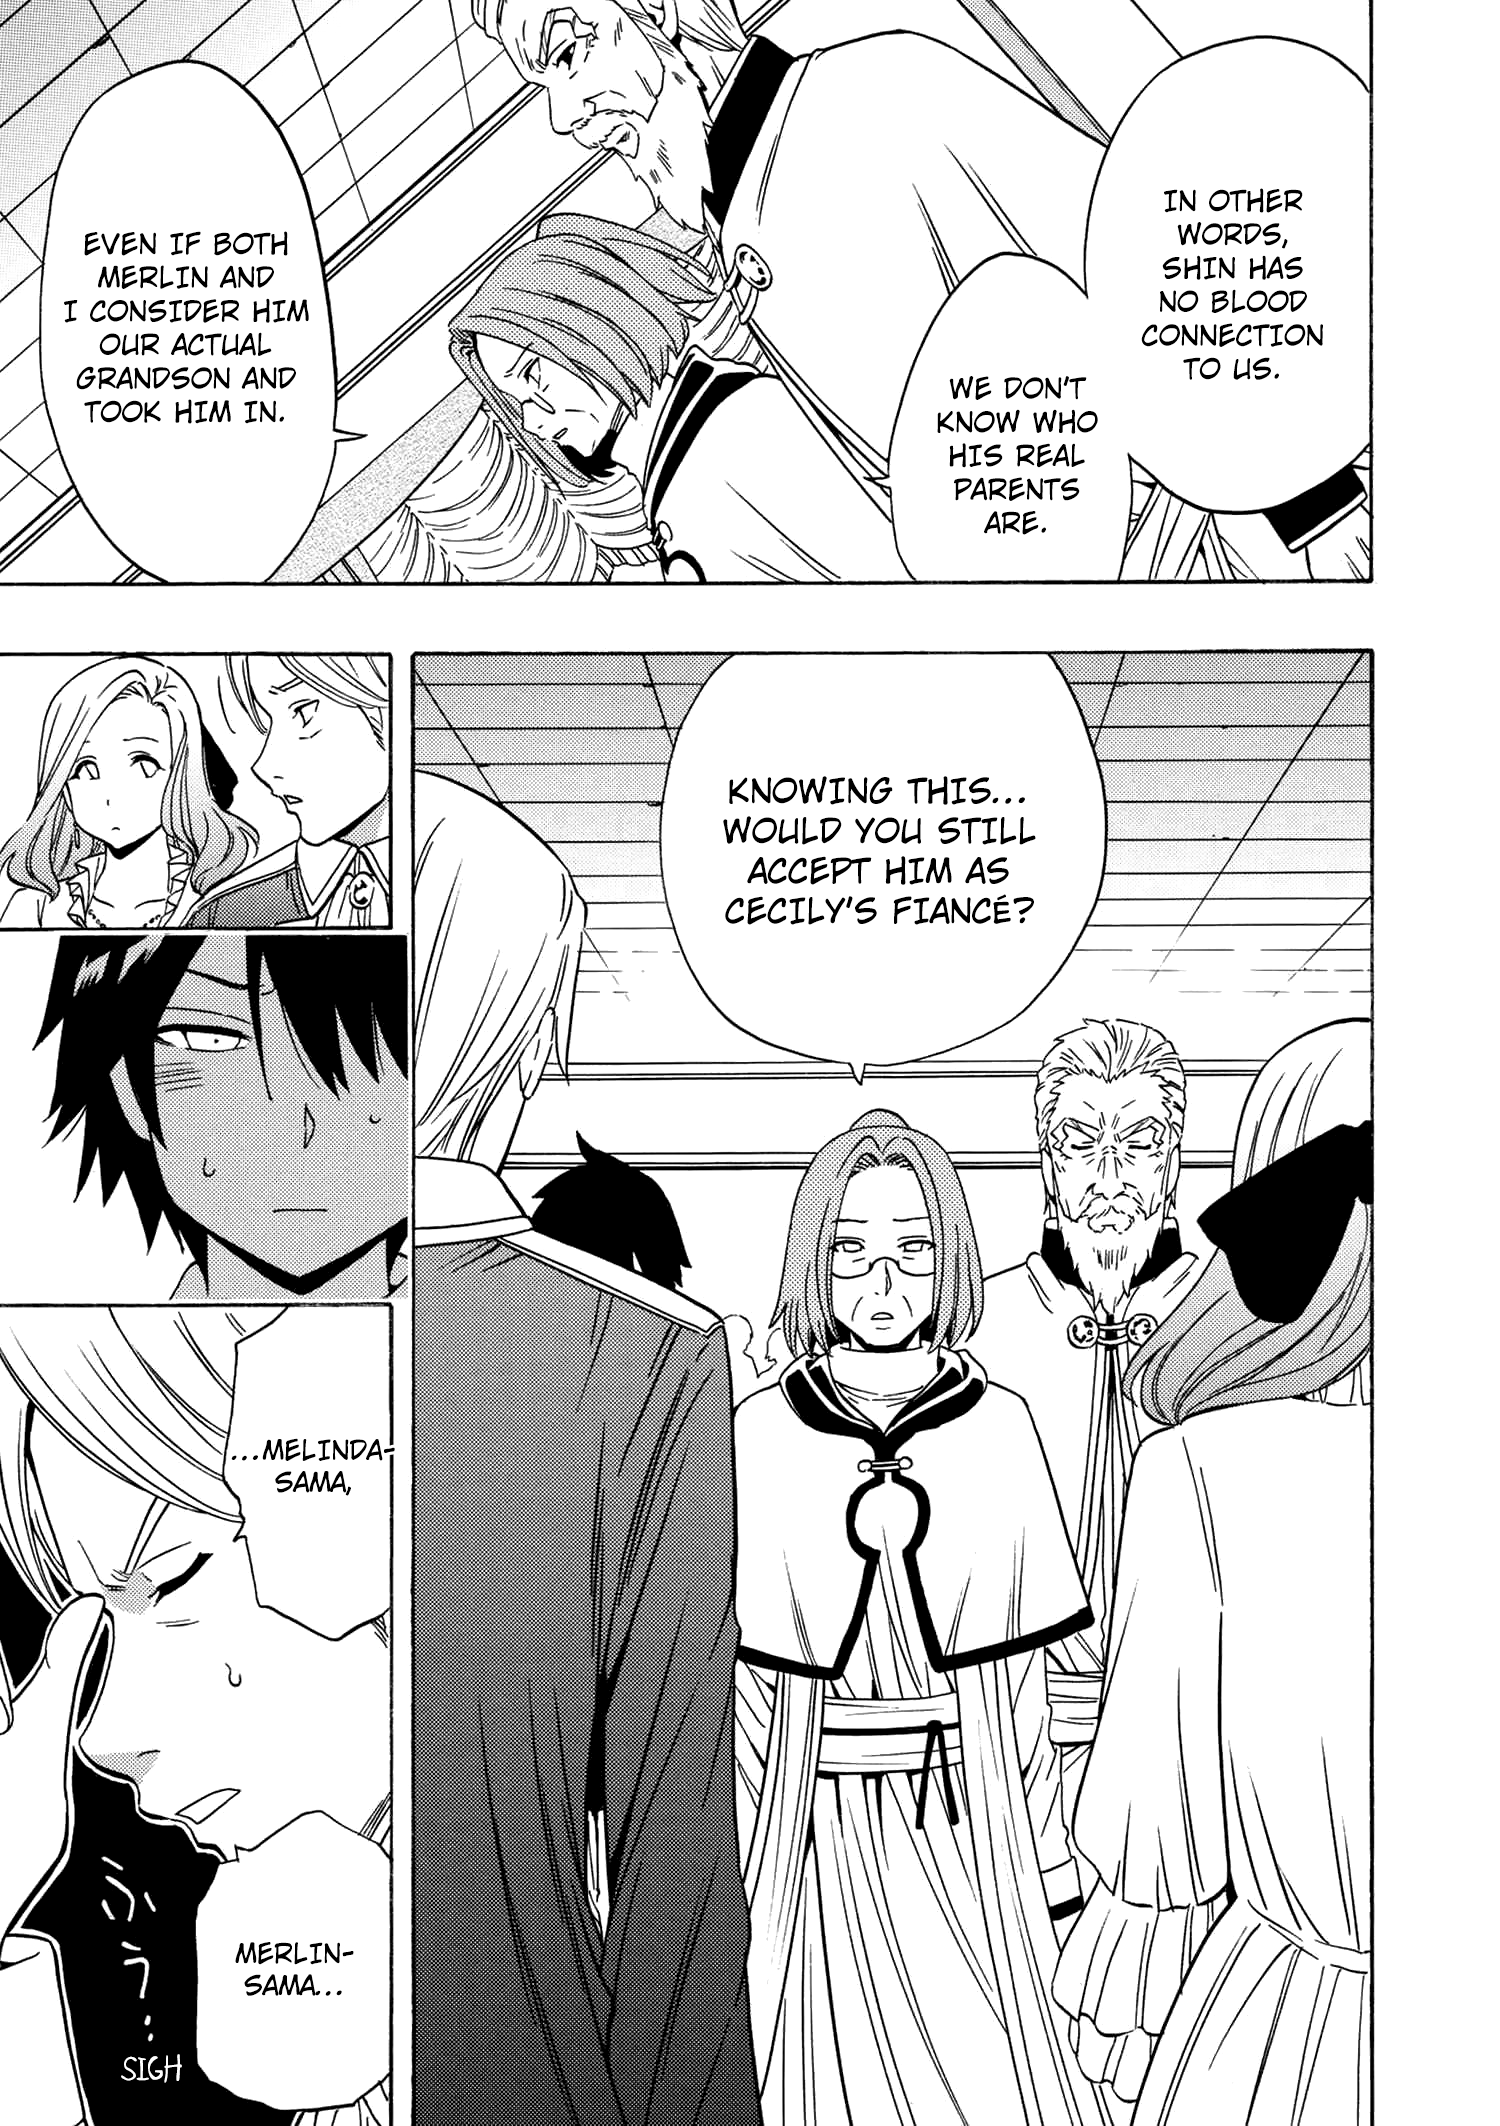 IN OTHER
WORDS,
SHIN HAS
NO BLOOD
CONNECTION
TO US.
WE DON'T
KNOW WHO
HIS REAL
PARENTS
ARE.
EVEN IF BOTH
MERLIN AND
I CONSIDER HIM
OUR ACTUAL
GRANDSON AND
TOOK HIM IN.
KNOWING THIS...
WOULD YOU STILL
ACCEPT HIM AS
CECILY'S FIANCÉ?
...MELINDA-
SAMA,
MERLIN-
SAMA...
ふぅ…
SIGH